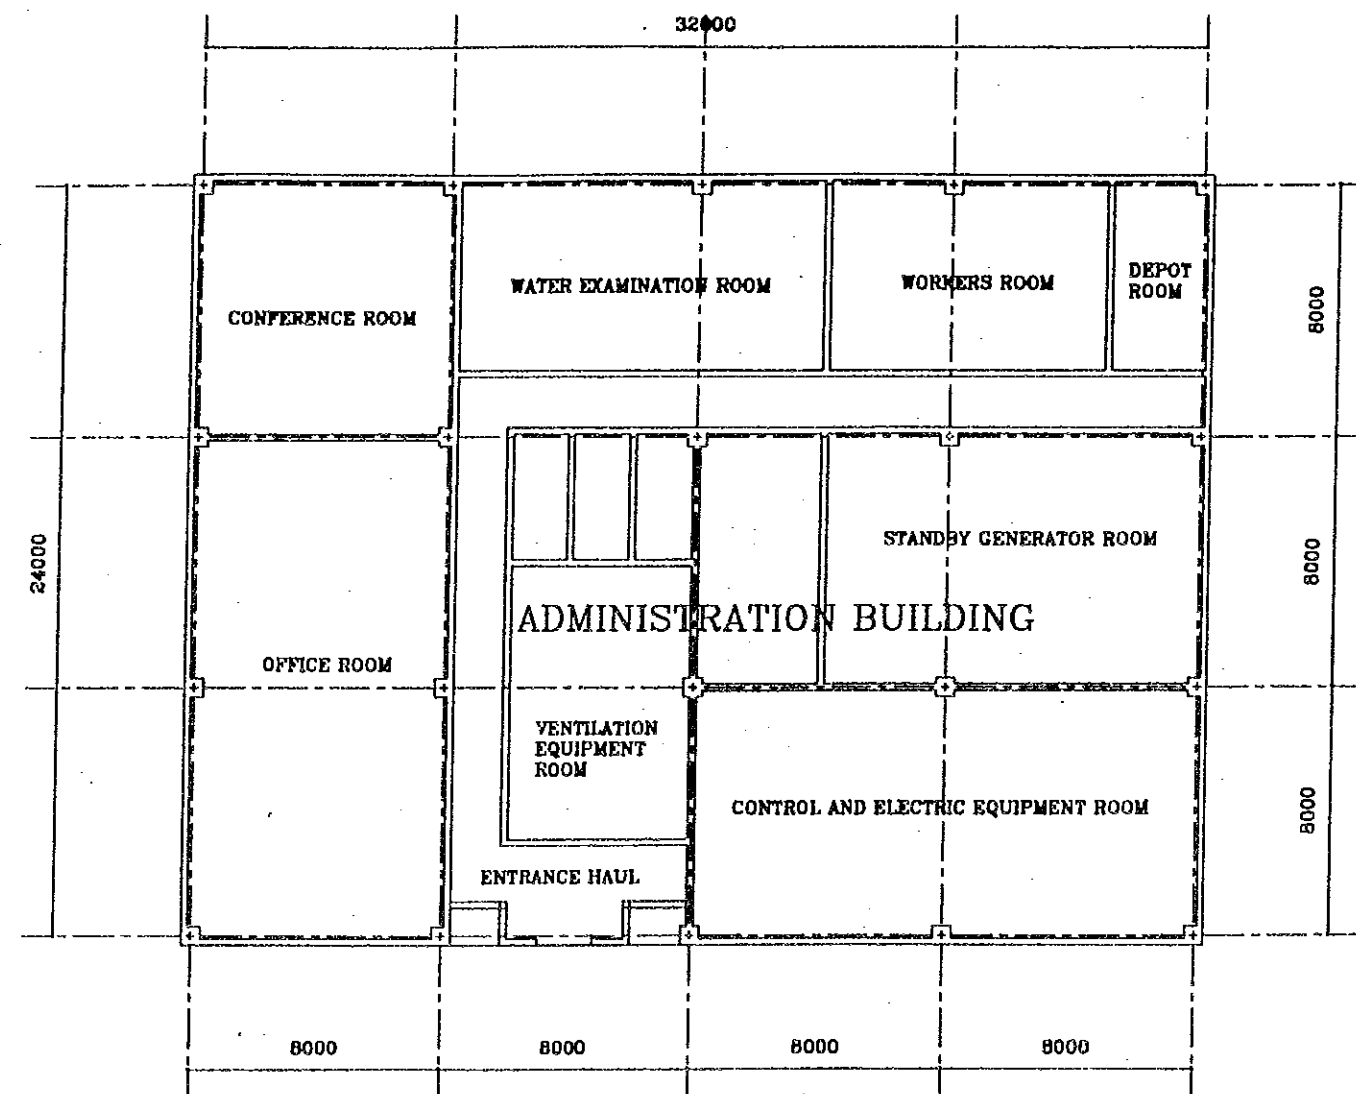 32000
WATER EXAMINATION ROOM
WORKERS ROOM
DEPOT
ROOM
CONFERENCE ROOM
8000
STANDBY GENERATOR ROOM
24000
8000
ADMINISTRATION BUILDING
OFFICE ROOM
VENTILATION
EQUIPMENT
ROOM
CONTROL AND ELECTRIC EQUIPMENT ROOM
8000
ENTRANCE HAUL
8000
8000
8000
8000